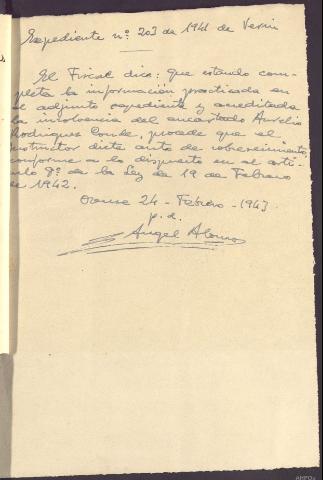 Expediente nº 203 de 1941 de Verin
El Fiscal dice: que estando com-
pleta la información practicada en
el adjunto expediente y acreditada
la insolvencia del encartado Aurelio
Rodriguez Conde, procede que el
Instructor dicte auto de sobreseimiento,
conforme a lo dispuesto en el arti-
culo 8º de la Ley de 19 de Febrero
de 1942.
Orense 24 - Febrero - 1943
p. d.
Angel Alonso